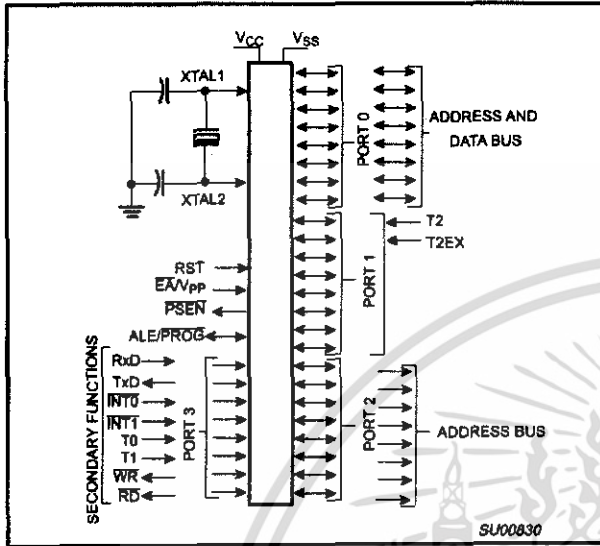 VCC VSS
XTAL1
XTAL2
PORT 0
ADDRESS AND
DATA BUS
T2
T2EX
PORT 1
RST
EA/VPP
PSEN
ALE/PROG
SECONDARY FUNCTIONS
RxD
TxD
INT0
INT1
T0
T1
WR
RD
PORT 3
PORT 2
ADDRESS BUS
SU00830